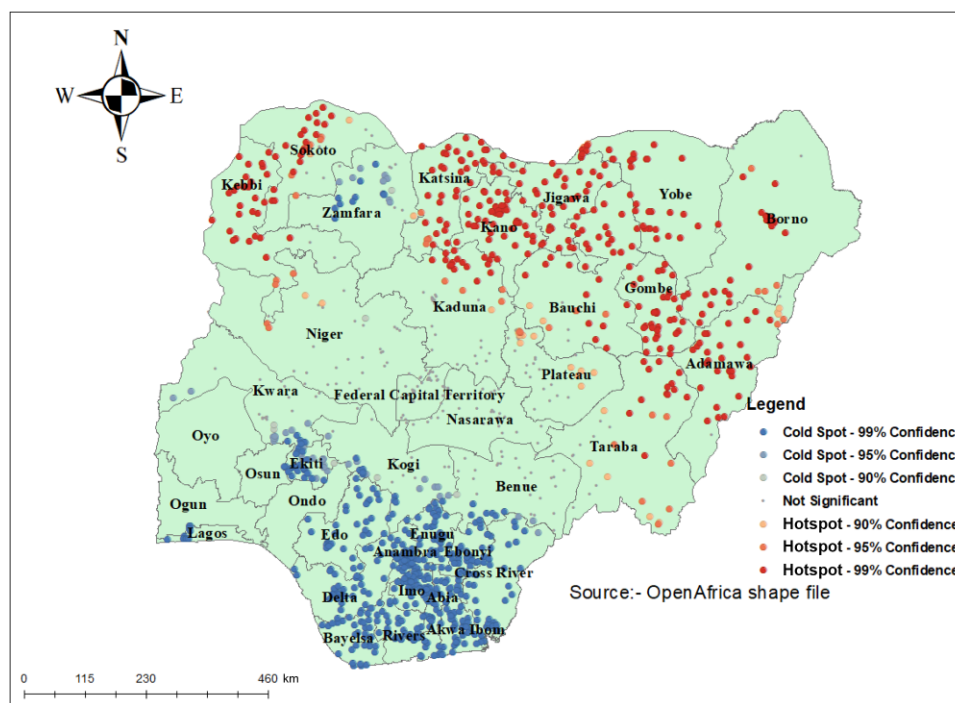 N
W E
S
Sokoto
Kebbi
Zamfara
Katsina
Kano
Jigawa
Yobe
Borno
Gombe
Kaduna
Bauchi
Niger
Adamawa
Plateau
Kwara
Federal Capital Territory
Nasarawa
Oyo
Taraba
Kogi
Ekiti
Osun
Benue
Ogun
Ondo
Lagos
Edo
Enugu
Anambra
Ebonyi
Cross River
Delta
Imo
Abia
Bayelsa
Rivers
Akwa Ibom
Legend
Cold Spot - 99% Confidence
Cold Spot - 95% Confidence
Cold Spot - 90% Confidence
Not Significant
Hotspot - 90% Confidence
Hotspot - 95% Confidence
Hotspot - 99% Confidence
Source:- OpenAfrica shape file
0 115 230 460 km